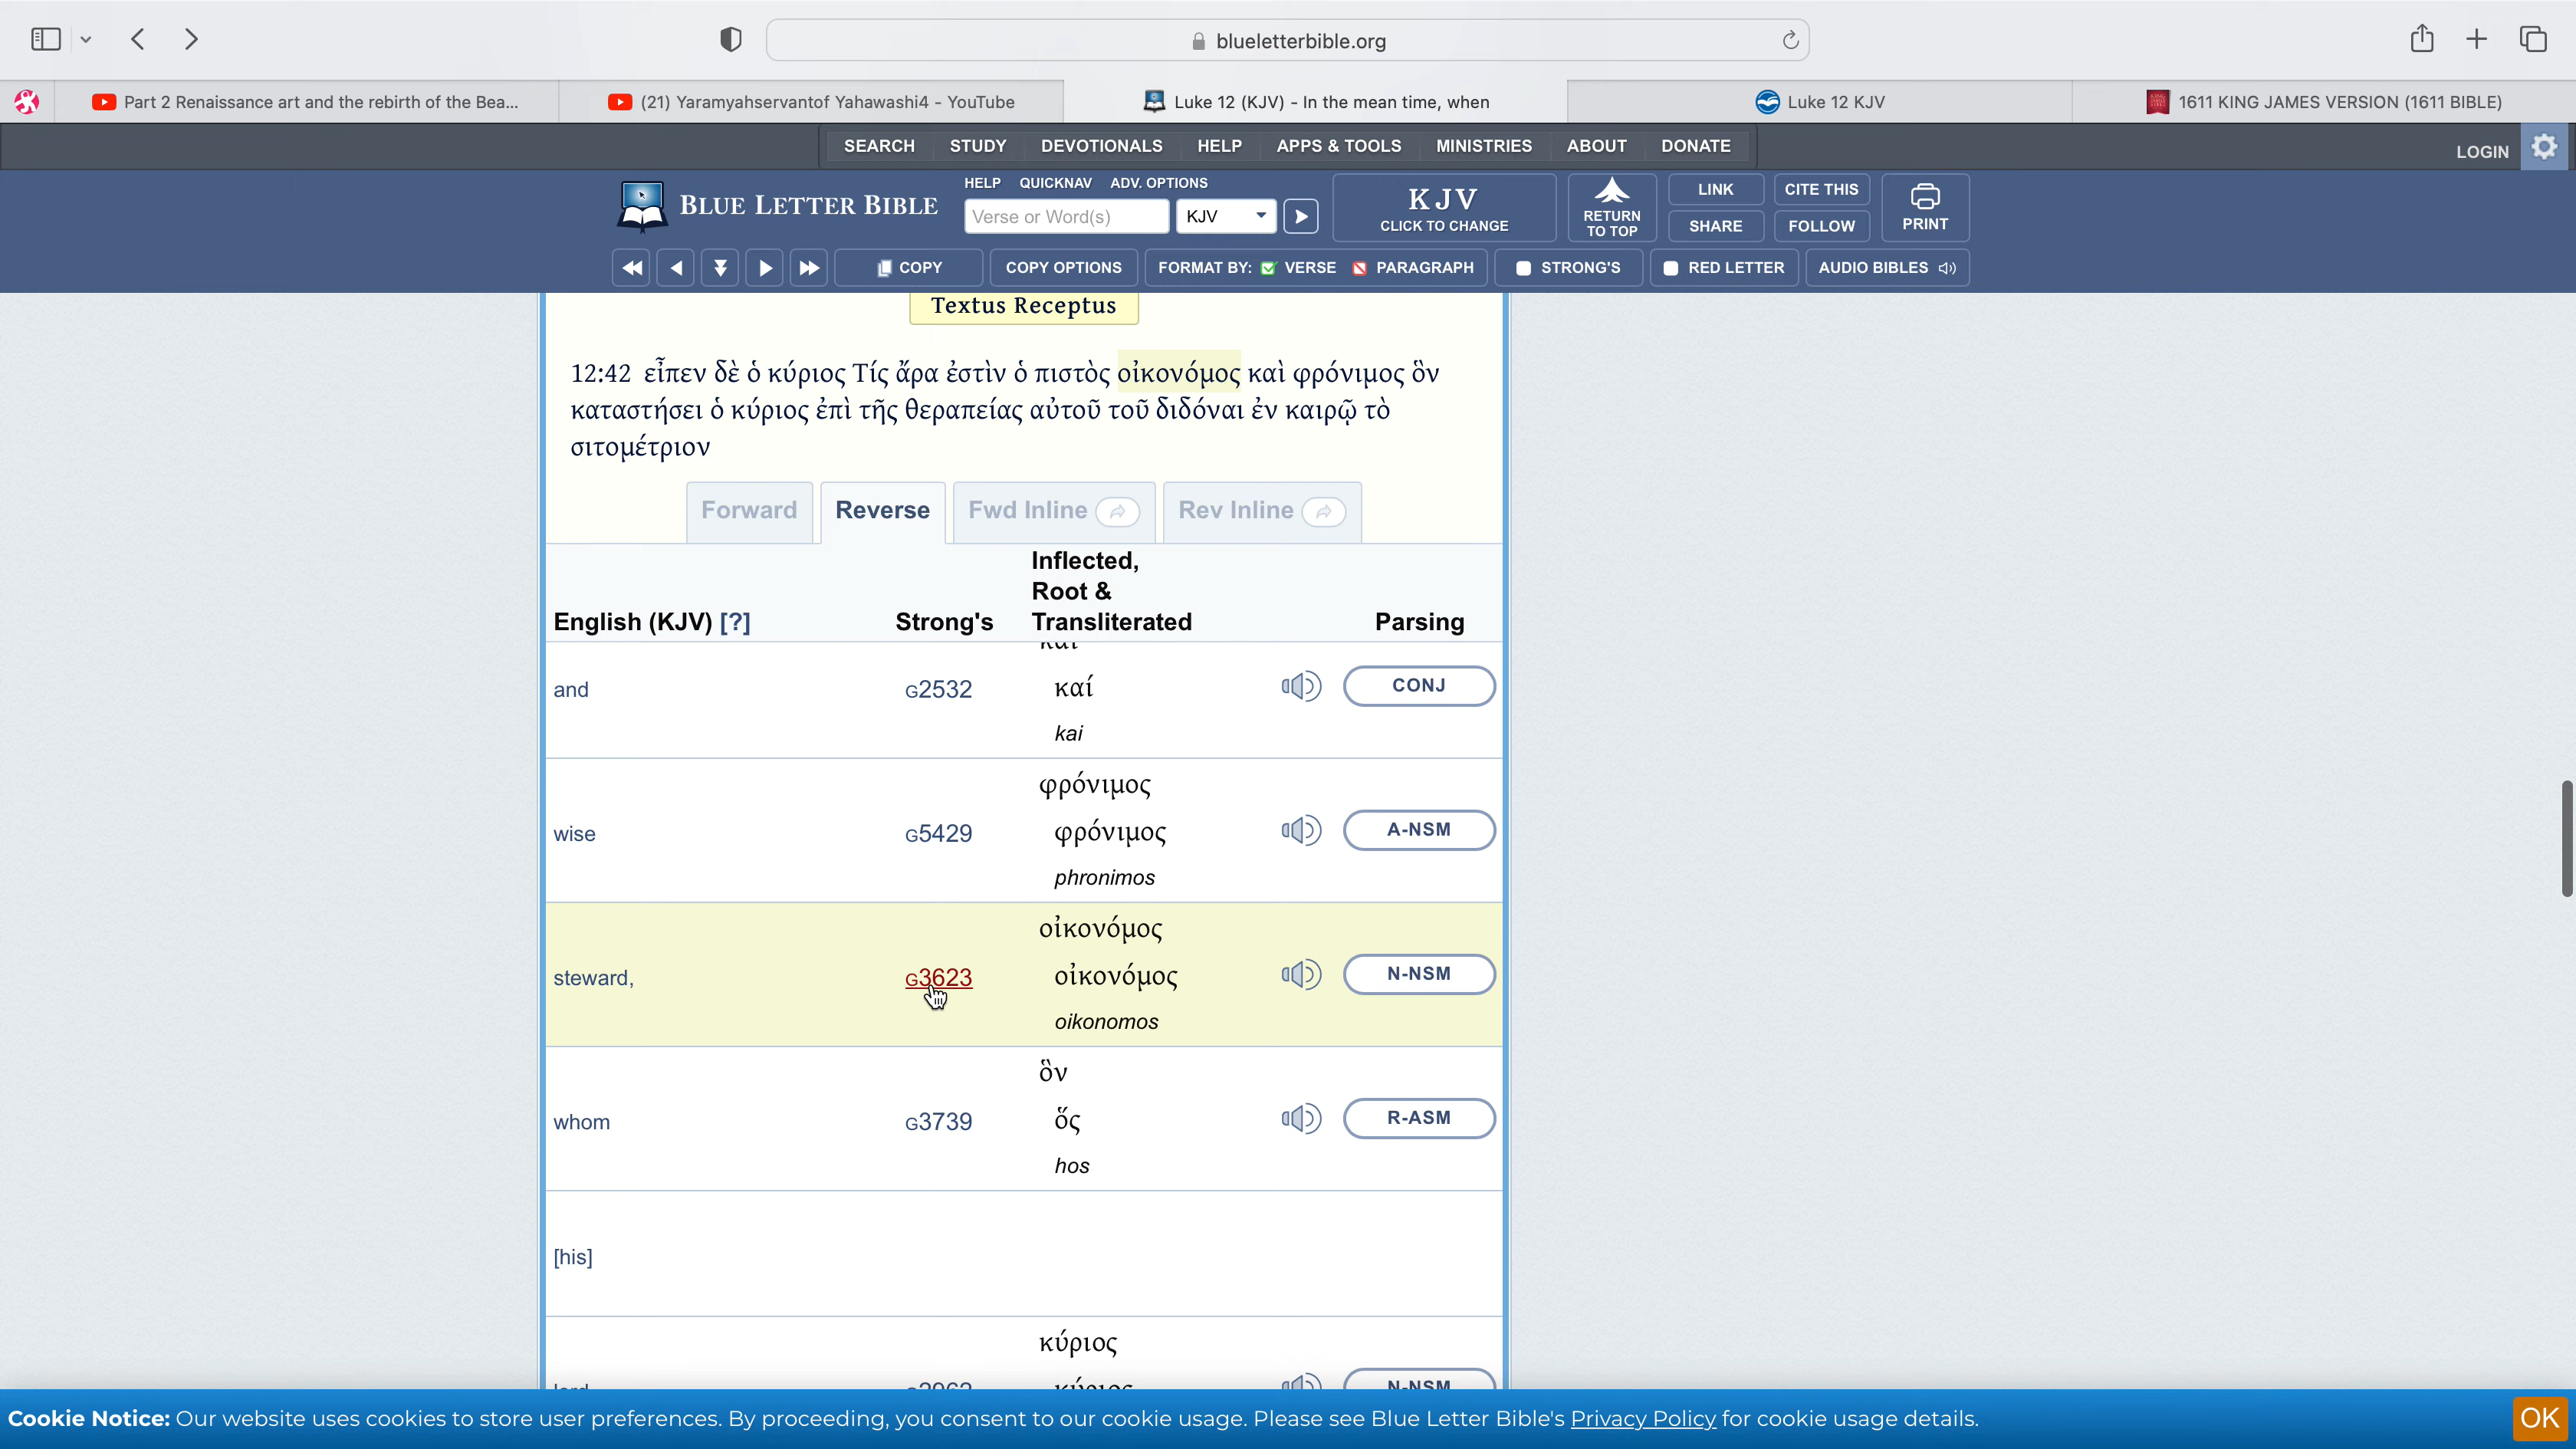 blueletterbible.org
Part 2 Renaissance art and the rebirth of the Bea...
(21) Yaramyahservantof Yahawashi4 - YouTube
Luke 12 (KJV) - In the mean time, when
Luke 12 KJV
1611 KING JAMES VERSION (1611 BIBLE)
SEARCH STUDY DEVOTIONALS HELP APPS & TOOLS MINISTRIES ABOUT DONATE
LOGIN
BLUE LETTER BIBLE
HELP QUICKNAV ADV. OPTIONS
Verse or Word(s) KJV
KJV
CLICK TO CHANGE
RETURN
TO TOP
LINK CITE THIS
SHARE FOLLOW
PRINT
COPY COPY OPTIONS FORMAT BY: VERSE PARAGRAPH STRONG'S RED LETTER AUDIO BIBLES
Textus Receptus
12:42 εἶπεν δὲ ὁ κύριος Τίς ἄρα ἐστὶν ὁ πιστὸς οἰκονόμος καὶ φρόνιμος ὃν
καταστήσει ὁ κύριος ἐπὶ τῆς θεραπείας αὐτοῦ τοῦ διδόναι ἐν καιρῷ τὸ
σιτομέτριον
Forward Reverse Fwd Inline Rev Inline
English (KJV) [?] Strong's Inflected,
Root &
Transliterated Parsing
and G2532 καί CONJ
kai
φρόνιμος
wise G5429 φρόνιμος A-NSM
phronimos
οἰκονόμος
steward, G3623 οἰκονόμος N-NSM
oikonomos
ὃν
whom G3739 ὅς R-ASM
hos
[his]
κύριος
Cookie Notice: Our website uses cookies to store user preferences. By proceeding, you consent to our cookie usage. Please see Blue Letter Bible's Privacy Policy for cookie usage details.
OK